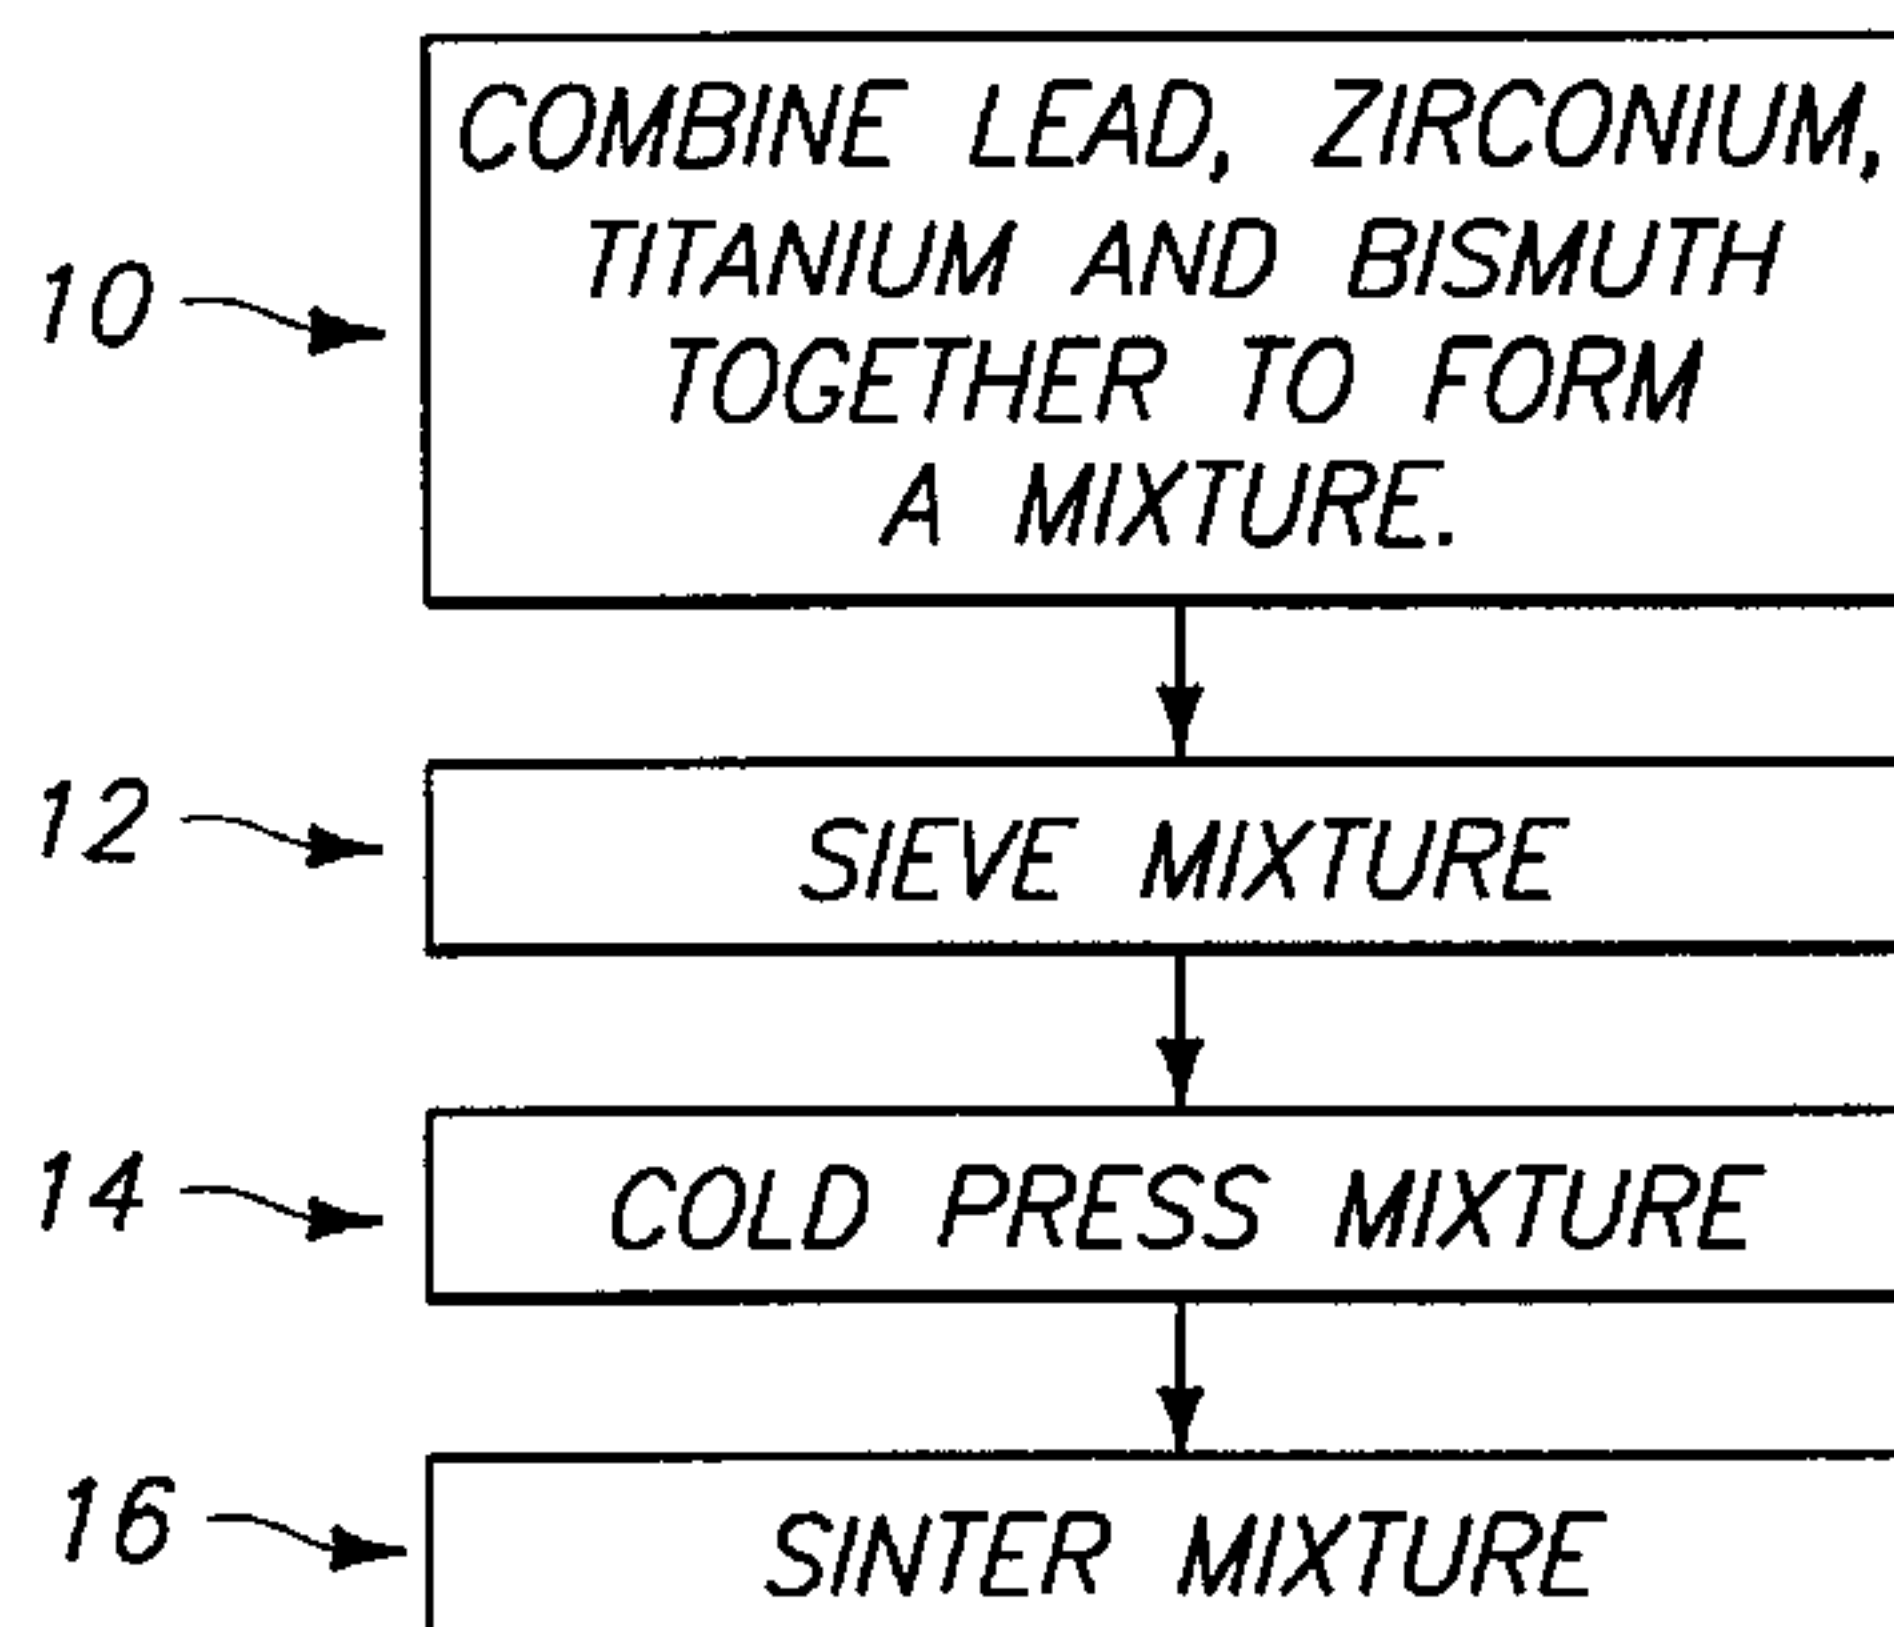 COMBINE LEAD, ZIRCONIUM,
10
TITANIUM AND BISMUTH
TOGETHER TO FORM
A MIXTURE.
12
SIEVE MIXTURE
14
COLD PRESS MIXTURE
16
SINTER MIXTURE